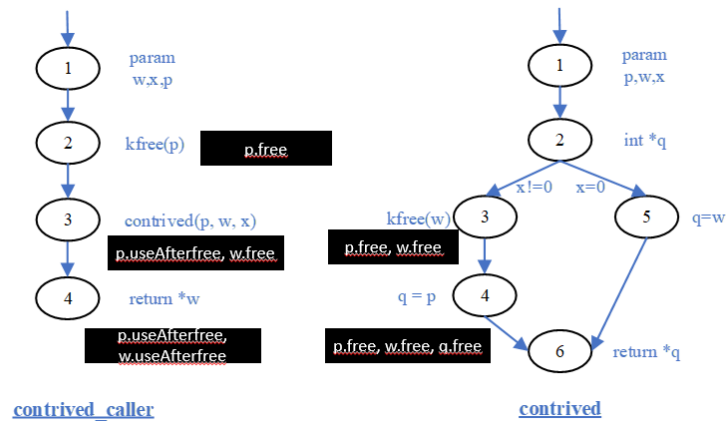 1
param
w,x,p
2
kfree(p)
p.free
3
contrived(p, w, x)
p.useAfterfree, w.free
4
return *w
p.useAfterfree,
w.useAfterfree
contrived_caller
1
param
p,w,x
2
int *q
x!=0
x=0
kfree(w)
3
5
q=w
p.free, w.free
q = p
4
p.free, w.free, q.free
6
return *q
contrived